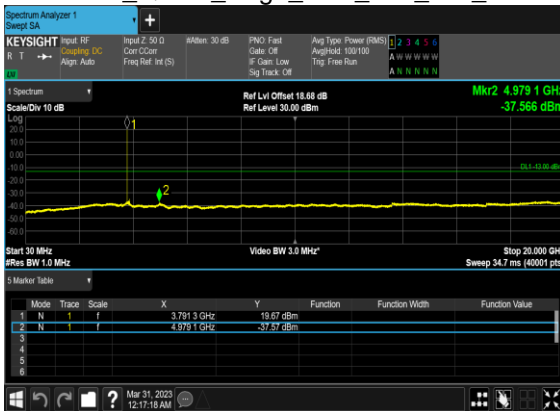 Spectrum Analyzer 1
Swept SA
KEYSIGHT Input: RF Input Z: 50 Ω #Atten: 30 dB PNO: Fast Avg Type: Power (RMS) 1 2 3 4 5 6
R T Coupling: DC Corr CCorr Gate: Off Avg|Hold: 100/100 A W W W W W
Align: Auto Freq Ref: Int (S) IF Gain: Low Trig: Free Run
Sig Track: Off A N N N N N
1 Spectrum Ref Lvl Offset 18.68 dB Mkr2 4.979 1 GHz
Scale/Div 10 dB Ref Level 30.00 dBm -37.566 dBm
Log
20.0
10.0
0.00
-10.0
-20.0
-30.0
-40.0
-50.0
-60.0
1
2
DL1 -13.00 dBm
Start 30 MHz Video BW 3.0 MHz* Stop 20.000 GH
#Res BW 1.0 MHz Sweep 34.7 ms (40001 pts
5 Marker Table
Mode Trace Scale X Y Function Function Width Function Value
1 N 1 f 3.791 3 GHz 19.67 dBm
2 N 1 f 4.979 1 GHz -37.57 dBm
3
4
5
6
Mar 31, 2023
12:17:18 AM